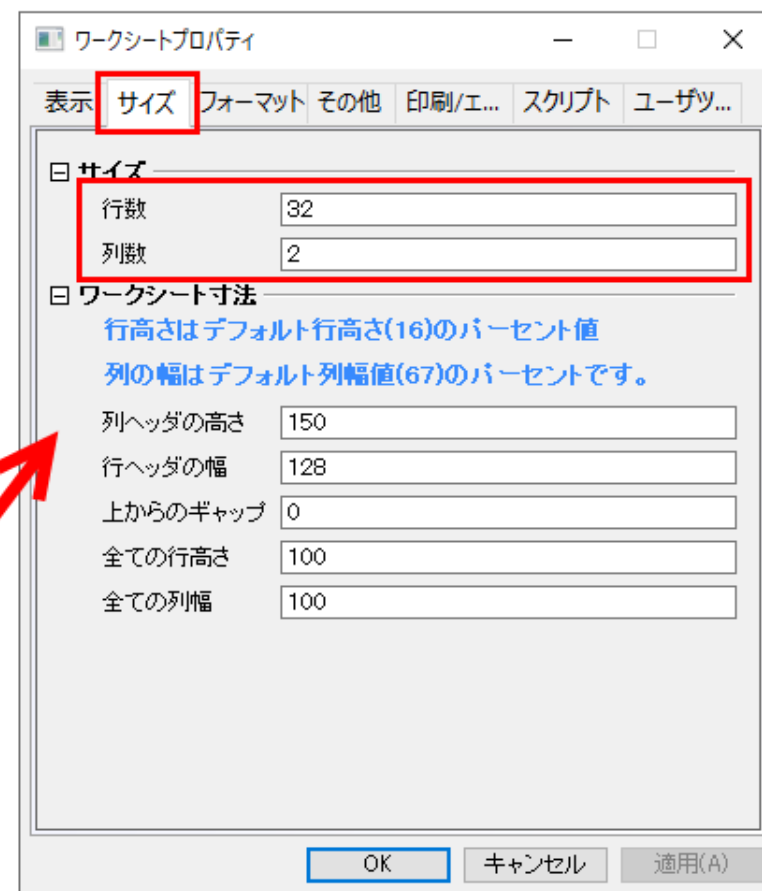 ワークシートプロパティ
表示 サイズ フォーマット その他 印刷/エ... スクリプト ユーザツ...
サイズ
行数 32
列数 2
ワークシート寸法
行高さはデフォルト行高さ(16)のパーセント値
列の幅はデフォルト列幅値(67)のパーセントです。
列ヘッダの高さ 150
行ヘッダの幅 128
上からのギャップ 0
全ての行高さ 100
全ての列幅 100
OK キャンセル 適用(A)